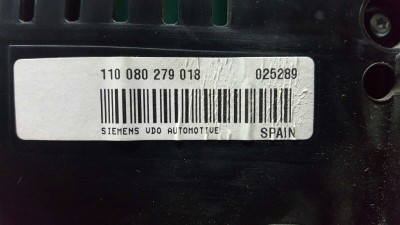 110 080 279 018 025289
SIEMENS VDO AUTOMOTIVE SPAIN